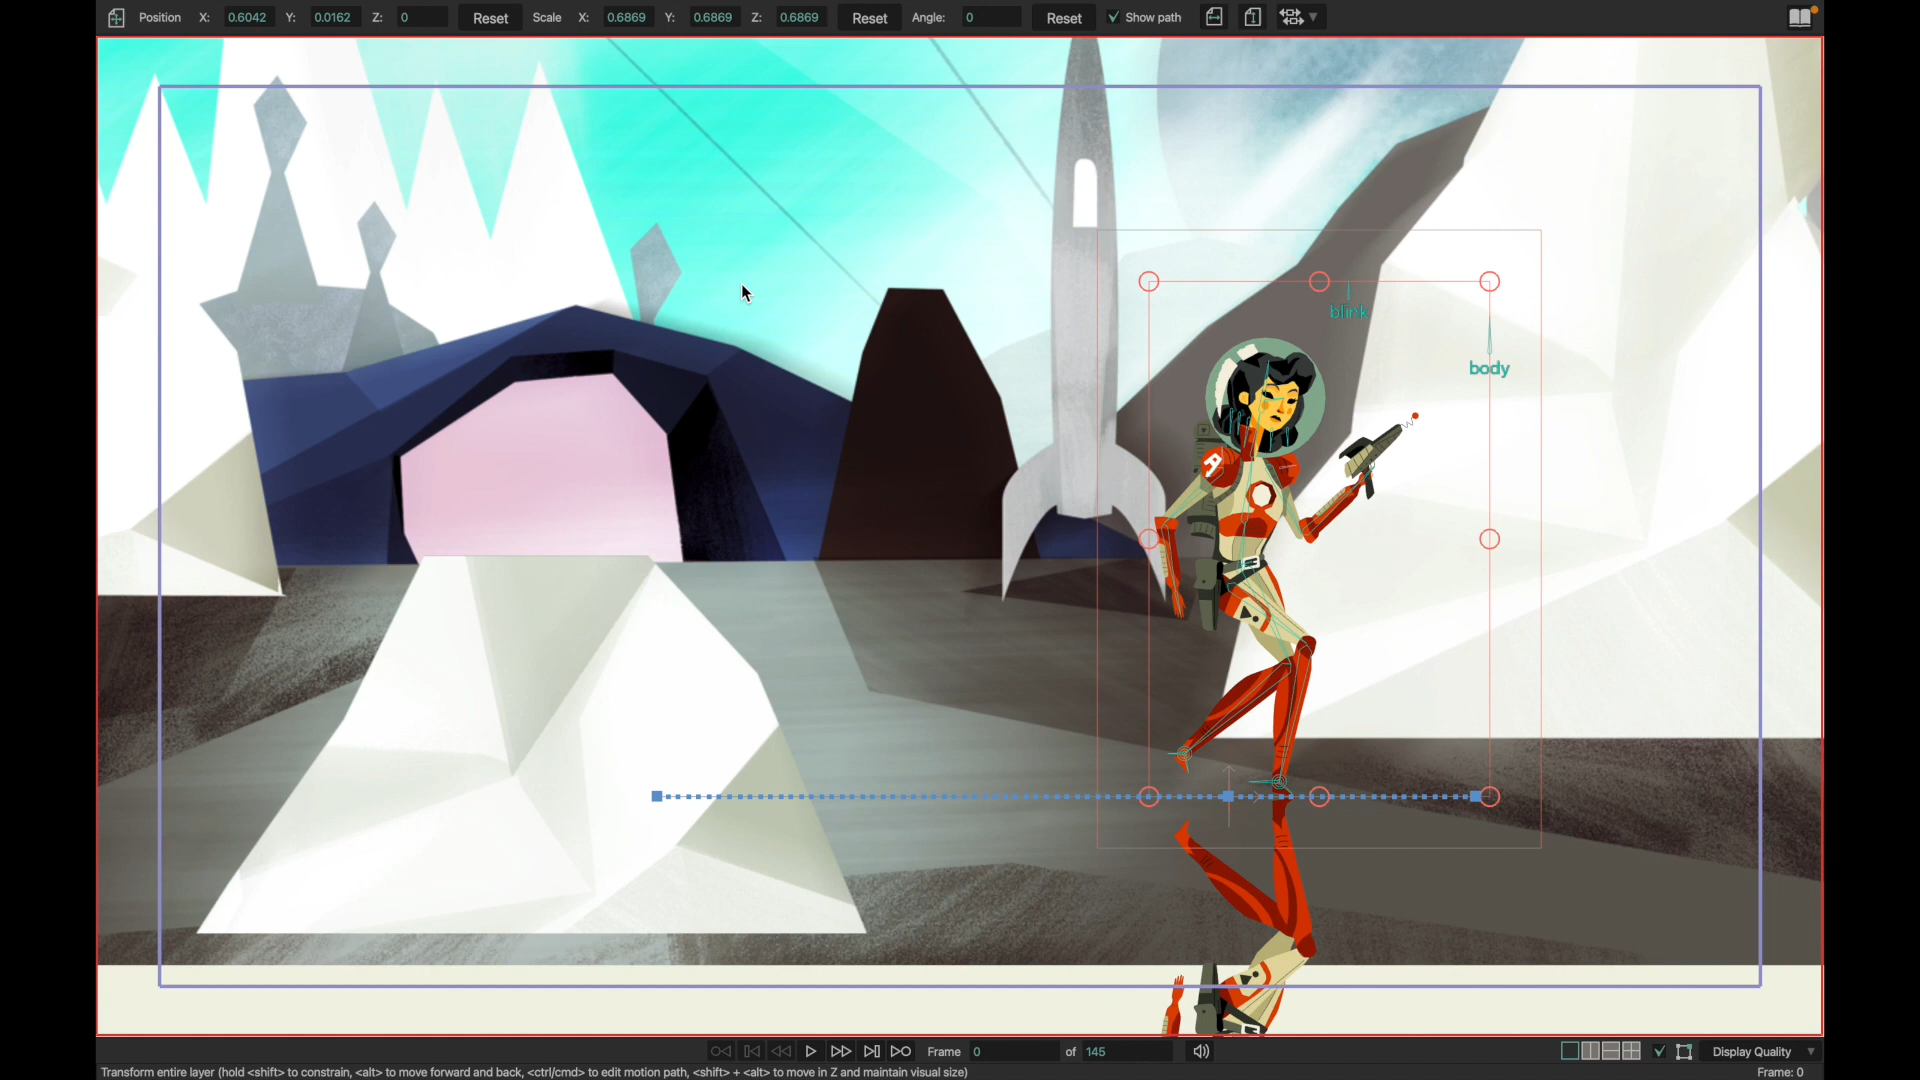 Position X: 0.6042 Y: 0.0162 Z: 0 Reset Scale X: 0.6869 Y: 0.6869 Z: 0.6869 Reset Angle: 0 Reset Show path
blink
body
Frame 0 of 145 Display Quality
Transform entire layer (hold <shift> to constrain, <alt> to move forward and back, <ctrl/cmd> to edit motion path, <shift> + <alt> to move in Z and maintain visual size) Frame: 0